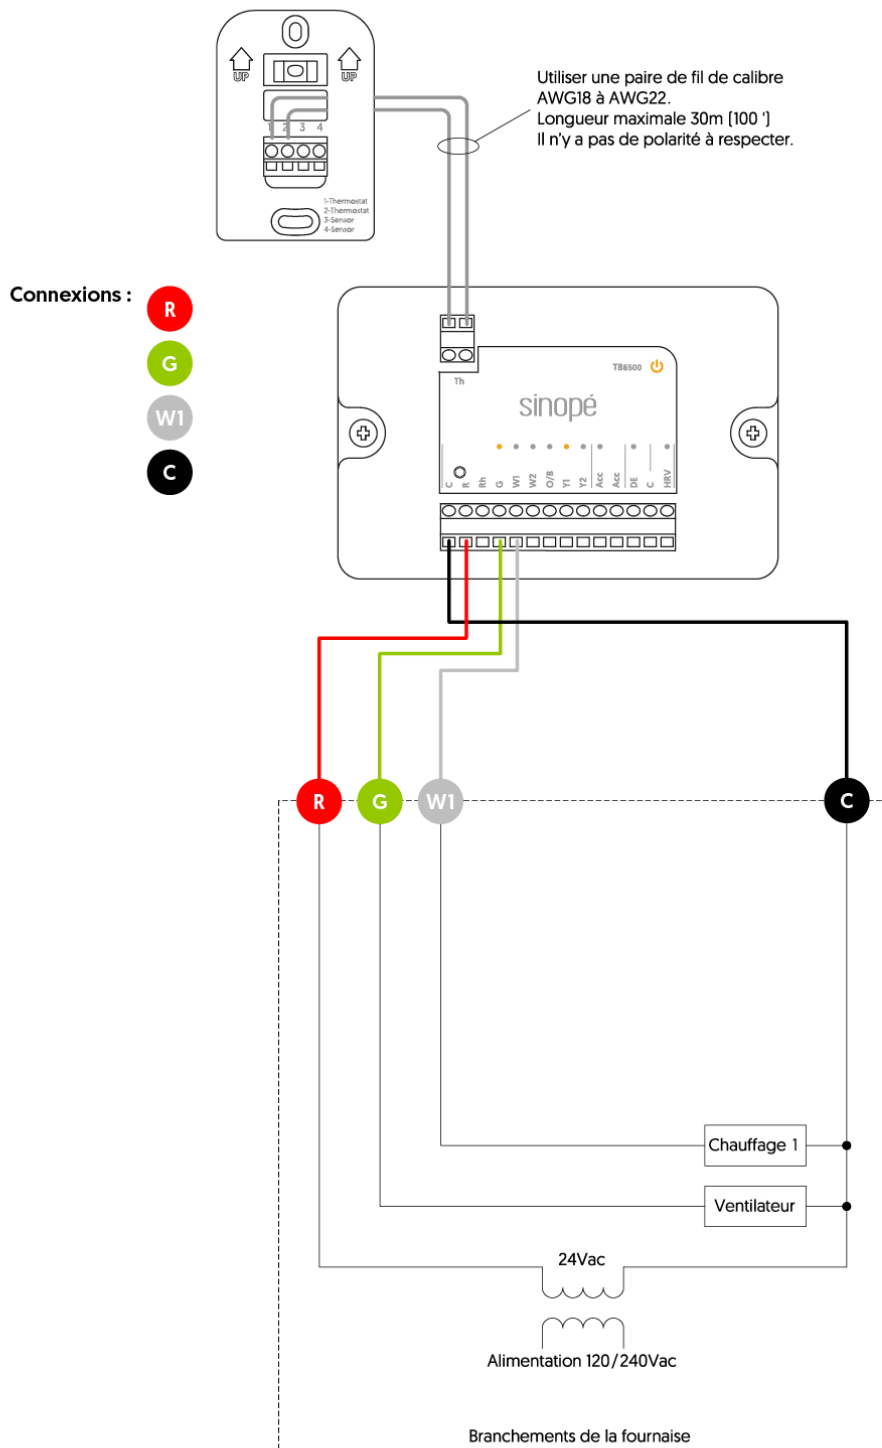 UP UP
1 2 3 4
1-Thermostat
2-Thermostat
3-Sensor
4-Sensor
Utiliser une paire de fil de calibre
AWG18 à AWG22.
Longueur maximale 30m (100 ')
Il n'y a pas de polarité à respecter.
Connexions :
R
G
W1
C
Th
TB6500
sinopé
C R Rh G W1 W2 O/B Y1 Y2 Acc Acc DE C HRV
R G W1 C
Chauffage 1
Ventilateur
24Vac
Alimentation 120/240Vac
Branchements de la fournaise